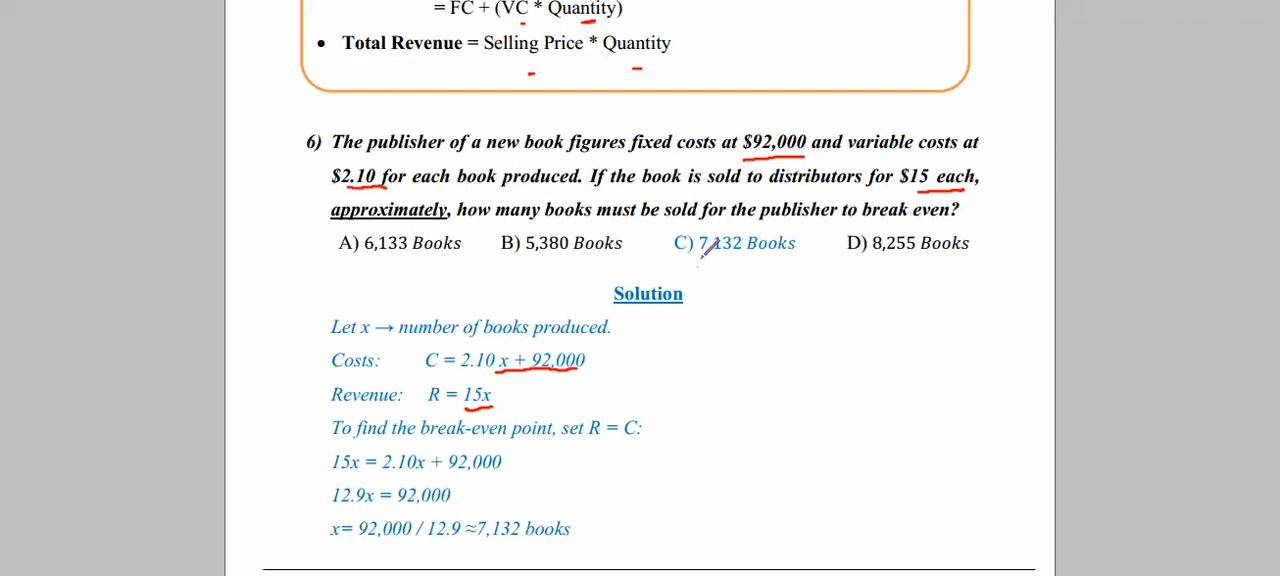 = FC + (VC * Quantity)
• Total Revenue = Selling Price * Quantity
6) The publisher of a new book figures fixed costs at $92,000 and variable costs at
$2.10 for each book produced. If the book is sold to distributors for $15 each,
approximately, how many books must be sold for the publisher to break even?
A) 6,133 Books B) 5,380 Books C) 7,132 Books D) 8,255 Books
Solution
Let x → number of books produced.
Costs: C = 2.10 x + 92,000
Revenue: R = 15x
To find the break-even point, set R = C:
15x = 2.10x + 92,000
12.9x = 92,000
x= 92,000 / 12.9 ≈7,132 books